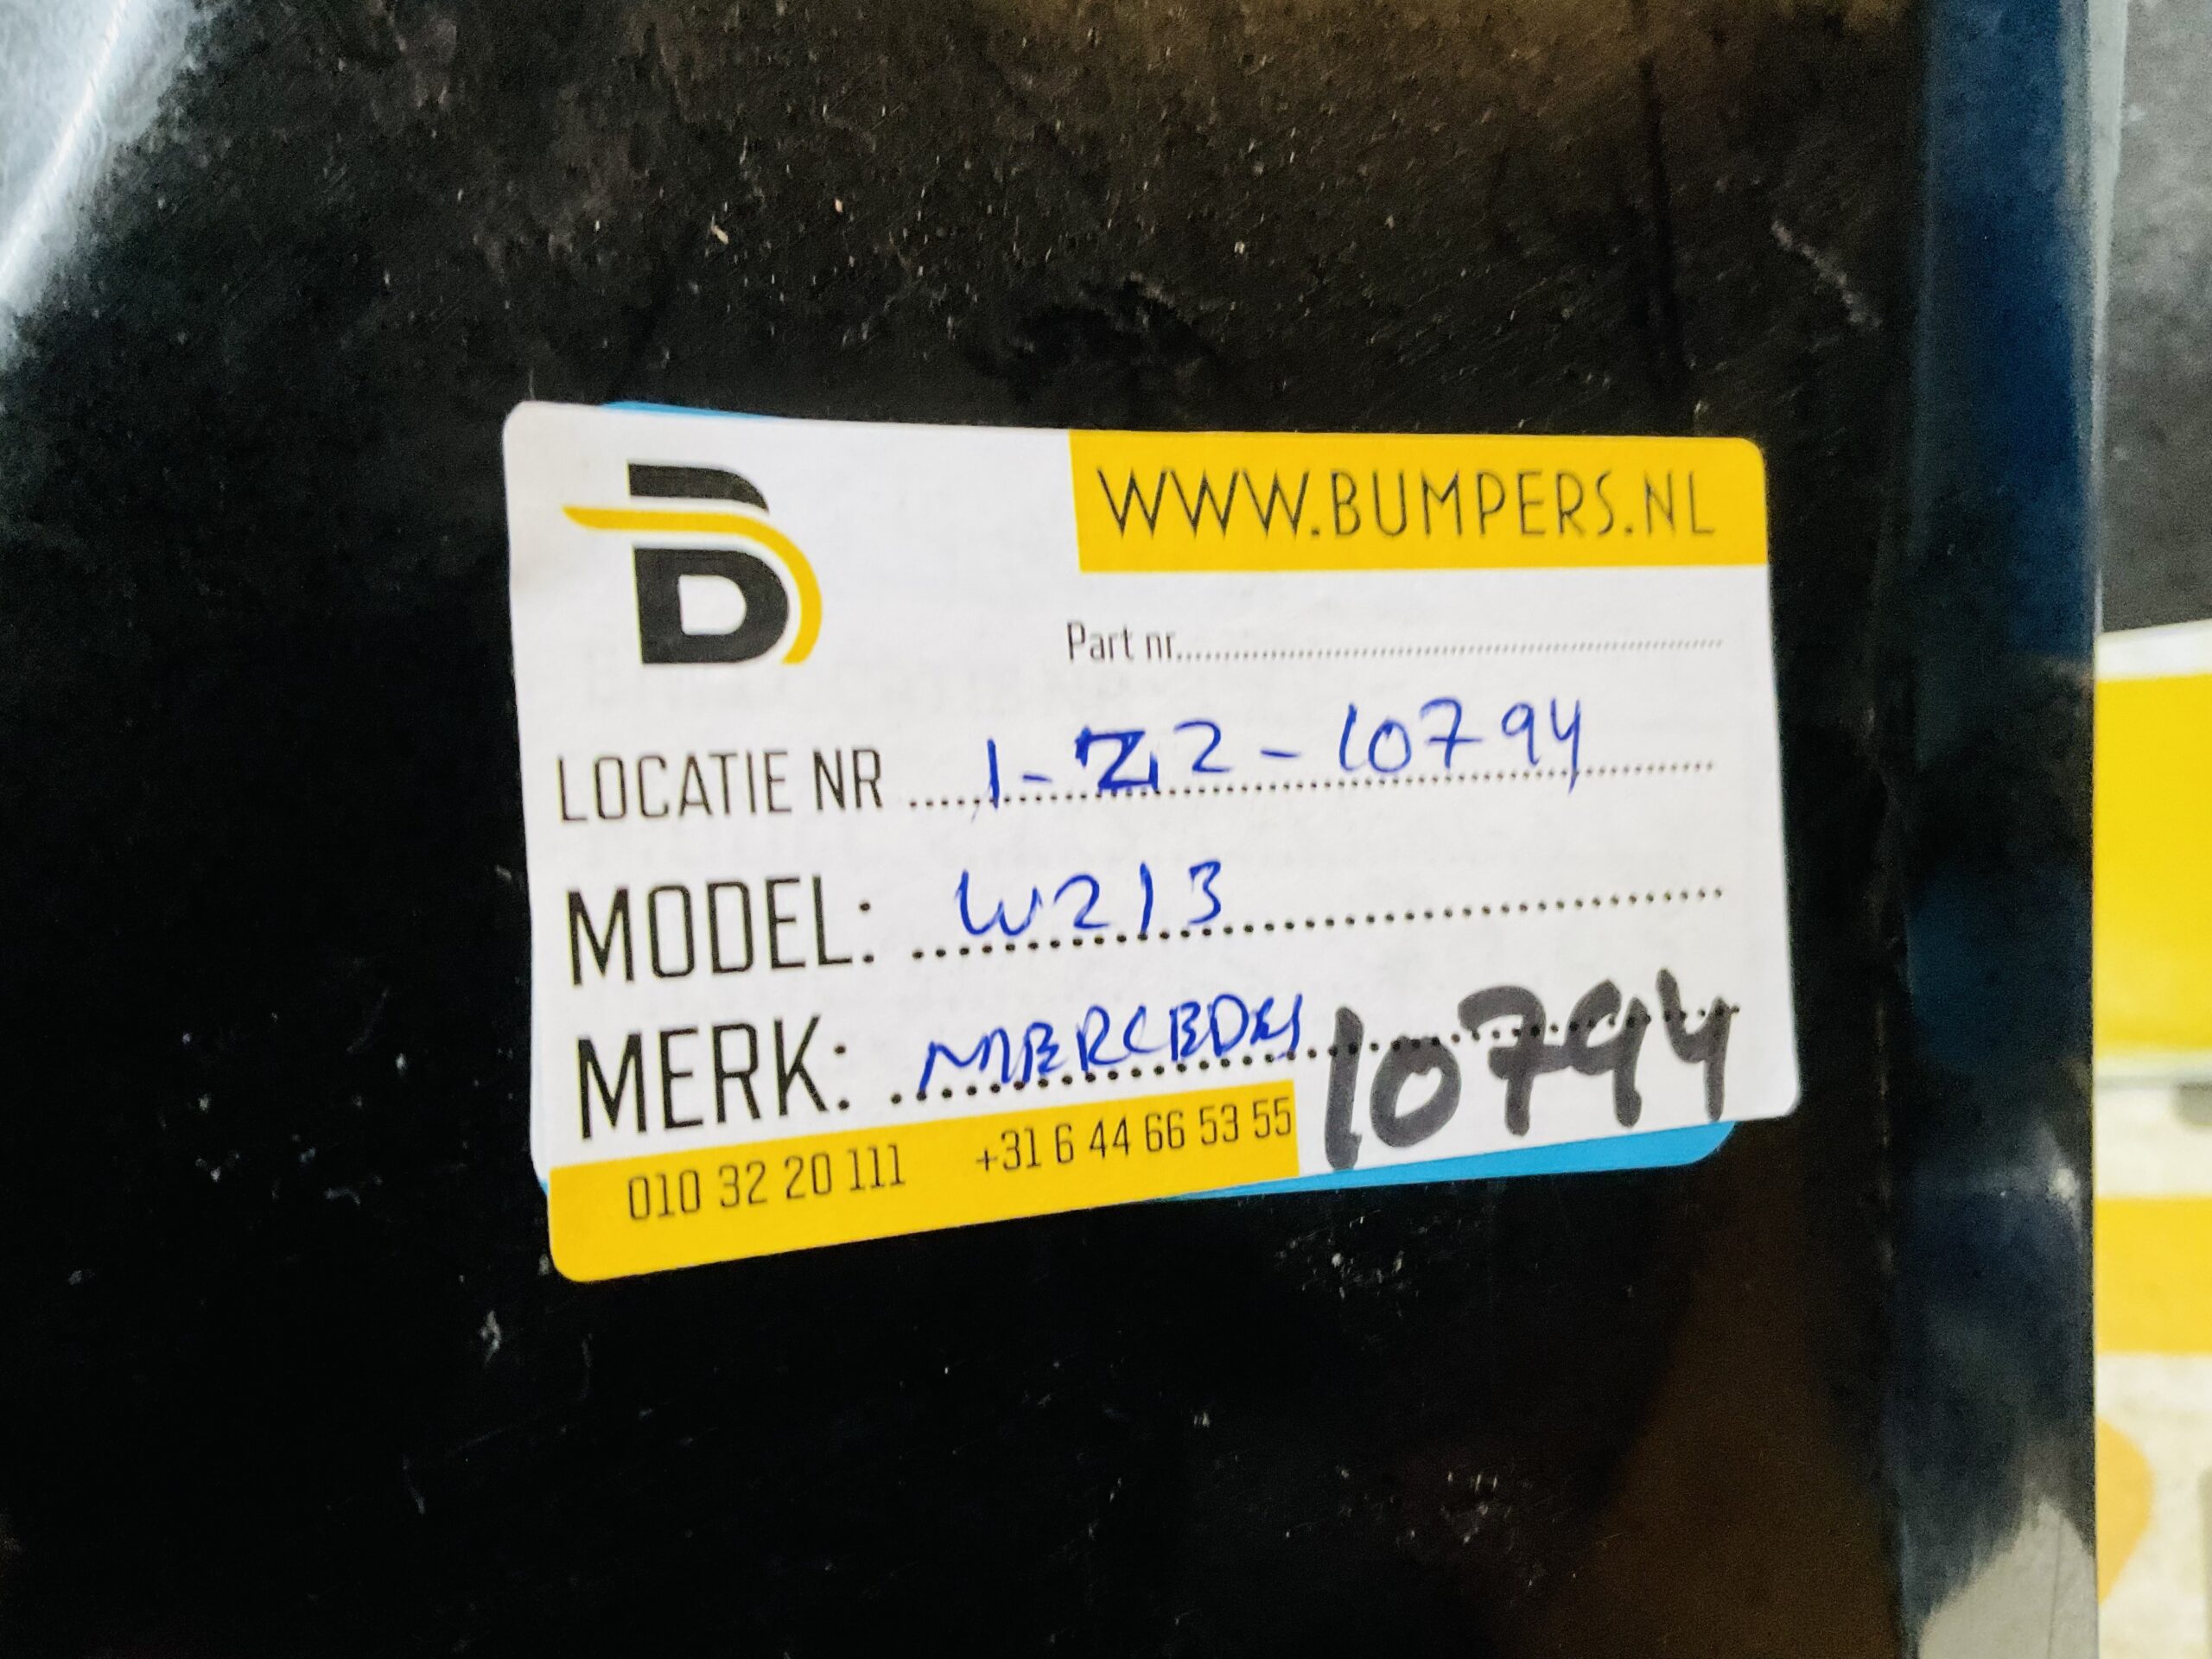 WWW.BUMPERS.NL
Part nr.
LOCATIE NR 1-Z2-10794
MODEL: W213
MERK: MERCEDES 10794
010 32 20 111 +31 6 44 66 53 55